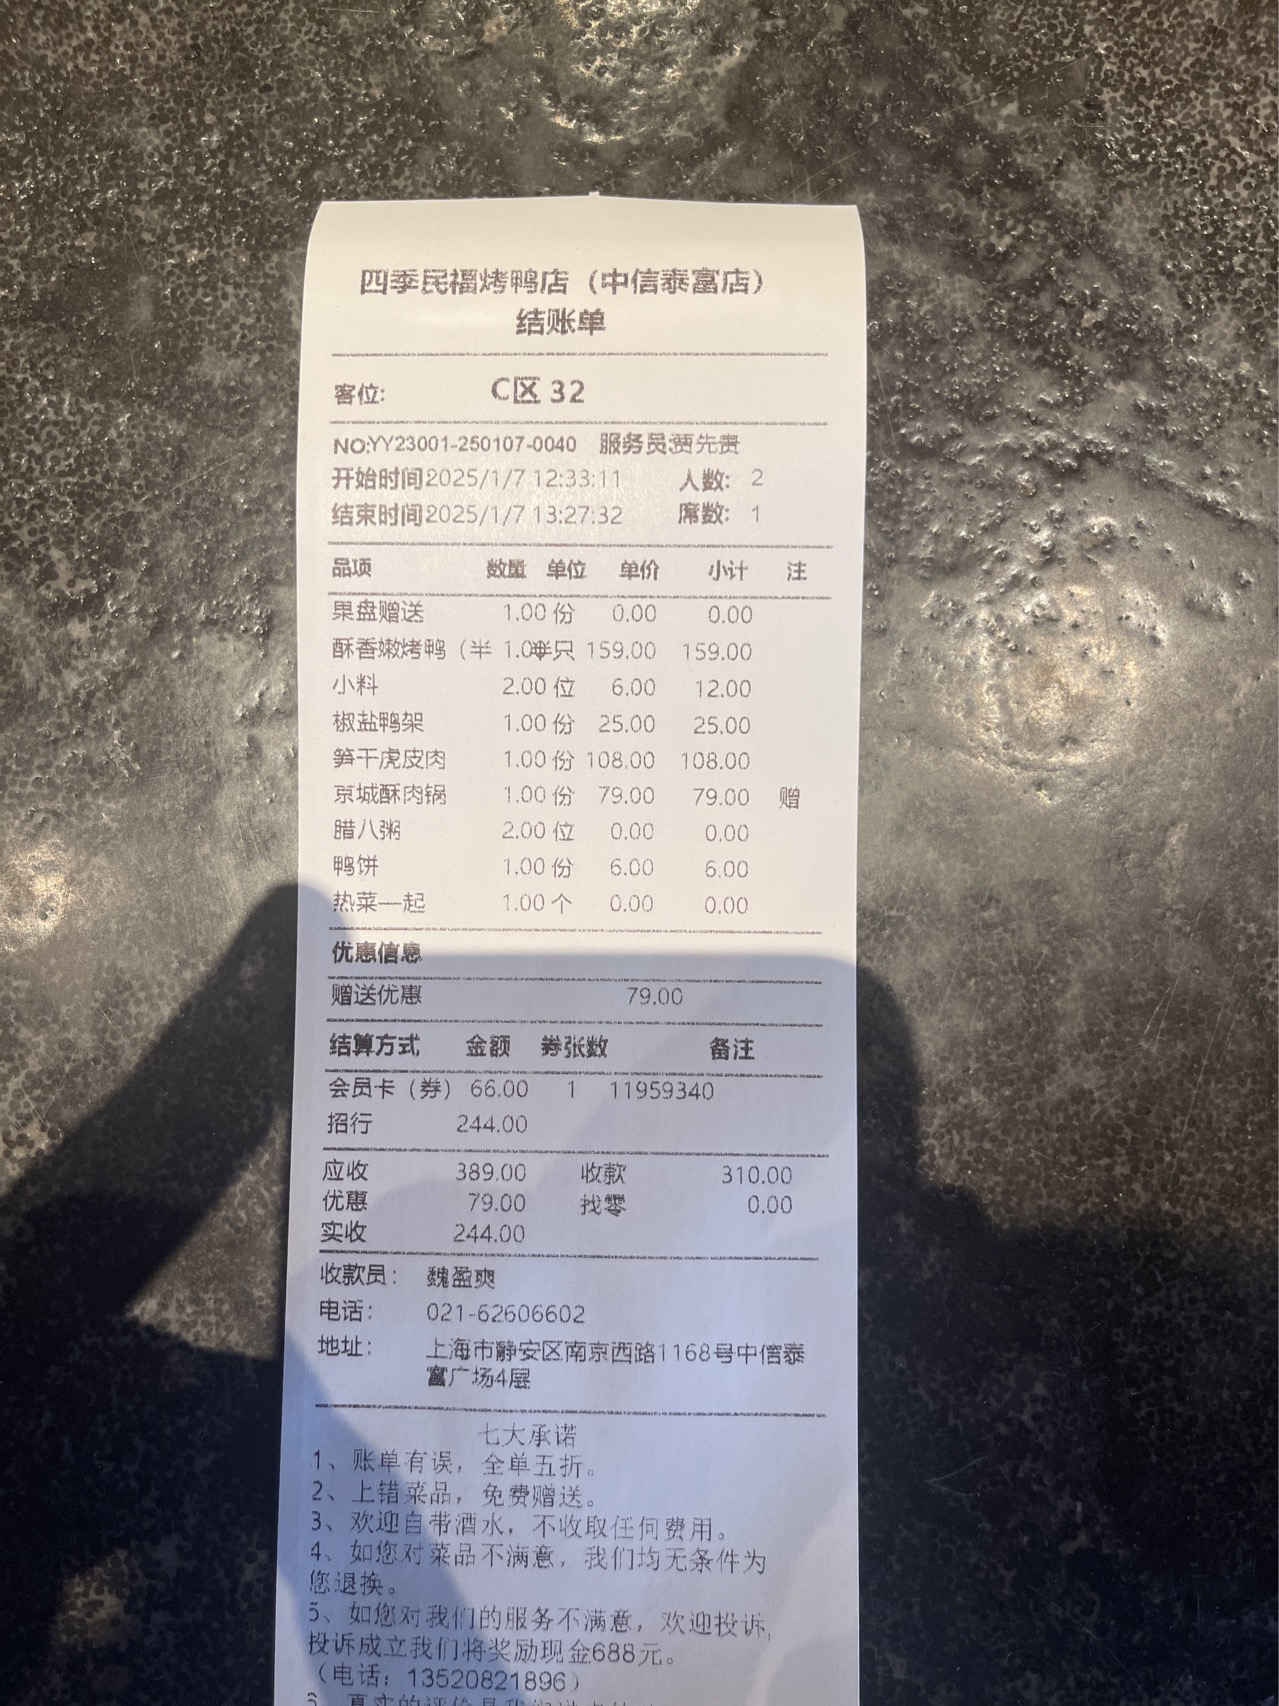 四季民福烤鸭店（中信泰富店）
结账单
客位: C区 32
NO:YY23001-250107-0040 服务员:贾先贵
开始时间2025/1/7 12:33:11 人数: 2
结束时间2025/1/7 13:27:32 席数: 1
品项 数量 单位 单价 小计 注
果盘赠送 1.00 份 0.00 0.00
酥香嫩烤鸭（半 1.00半只 159.00 159.00
小料 2.00 位 6.00 12.00
椒盐鸭架 1.00 份 25.00 25.00
笋干虎皮肉 1.00 份 108.00 108.00
京城酥肉锅 1.00 份 79.00 79.00 赠
腊八粥 2.00 位 0.00 0.00
鸭饼 1.00 份 6.00 6.00
热菜一起 1.00 个 0.00 0.00
优惠信息
赠送优惠 79.00
结算方式 金额 券张数 备注
会员卡（券） 66.00 1 11959340
招行 244.00
应收 389.00 收款 310.00
优惠 79.00 找零 0.00
实收 244.00
收款员: 魏盈爽
电话: 021-62606602
地址: 上海市静安区南京西路1168号中信泰
富广场4层
七大承诺
1、账单有误，全单五折。
2、上错菜品，免费赠送。
3、欢迎自带酒水，不收取任何费用。
4、如您对菜品不满意，我们均无条件为
您退换。
5、如您对我们的服务不满意，欢迎投诉,
投诉成立我们将奖励现金688元。
（电话：13520821896）